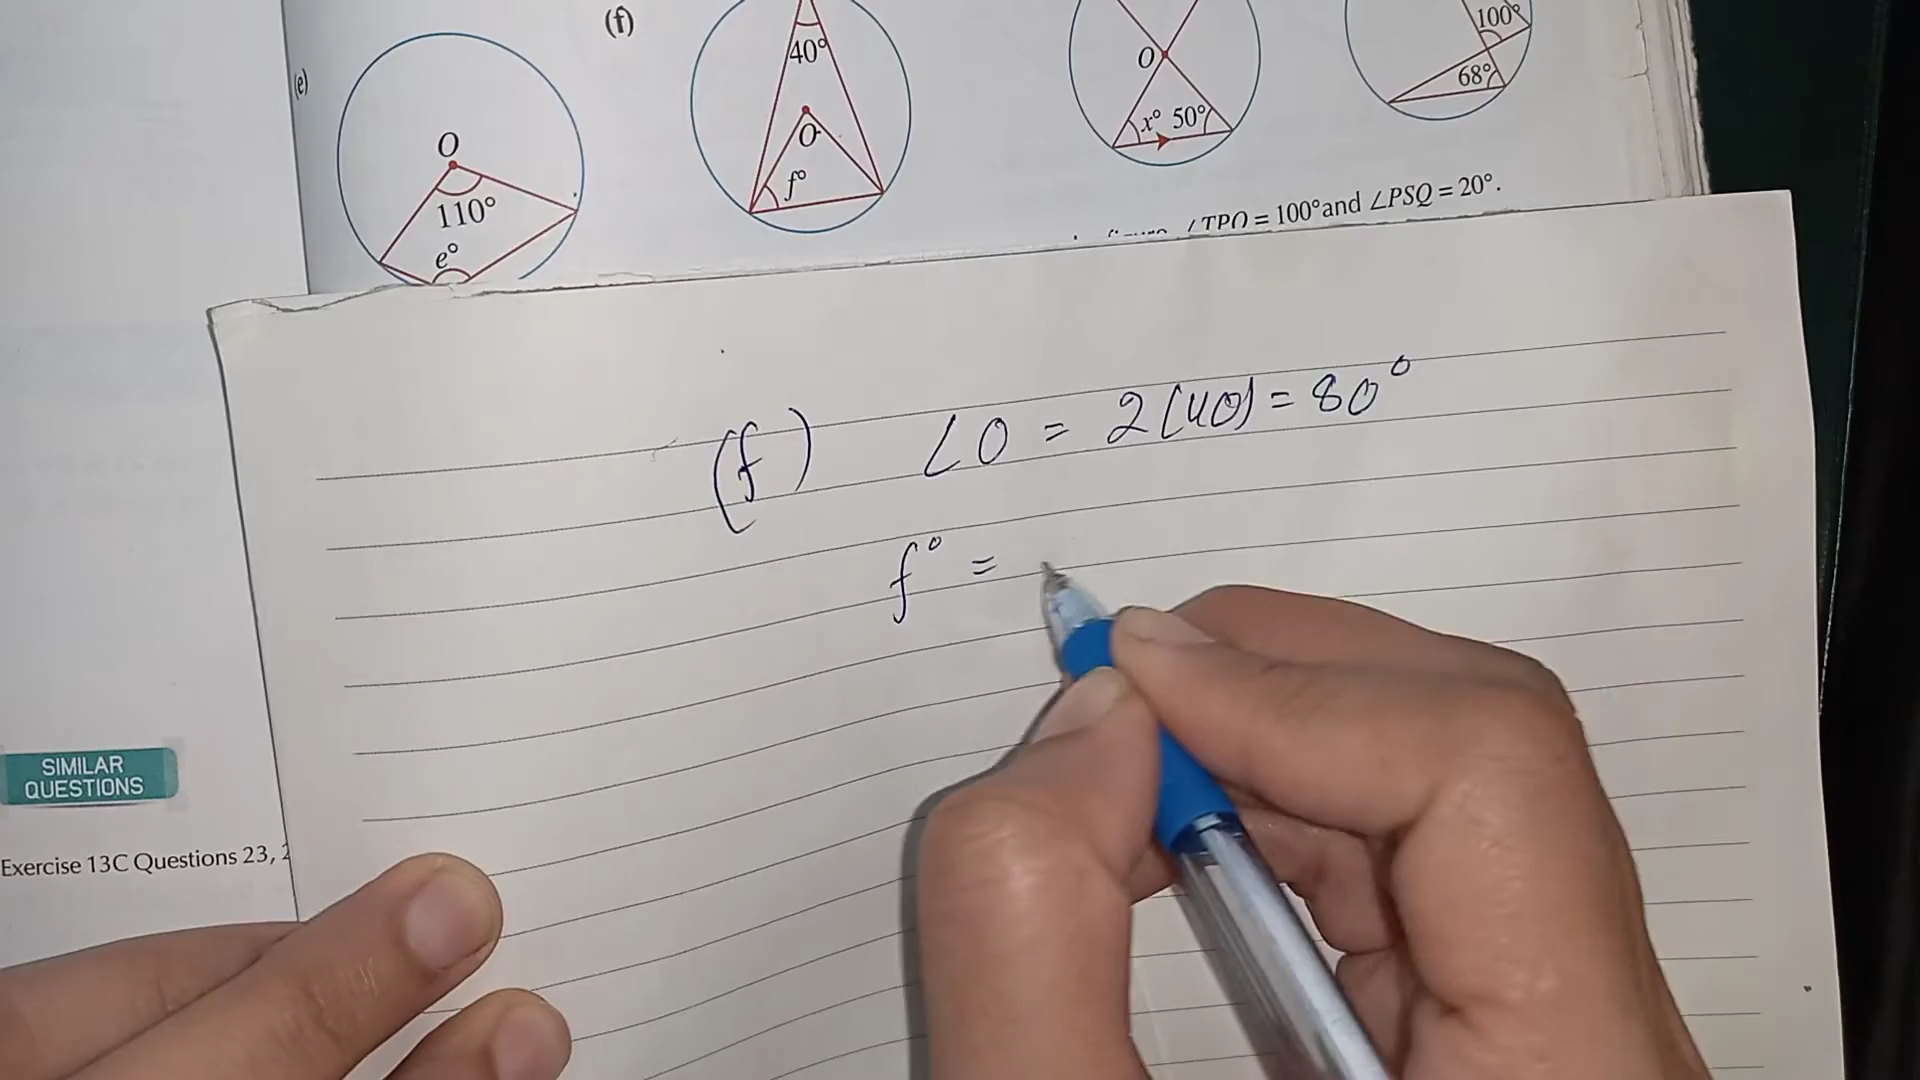 (f)
(e)
40°
O
f°
O
110°
e°
O
x° 50°
100°
68°
∠TPQ = 100° and ∠PSQ = 20°.
(f) ∠O = 2(40) = 80°
f° =
SIMILAR
QUESTIONS
Exercise 13C Questions 23,